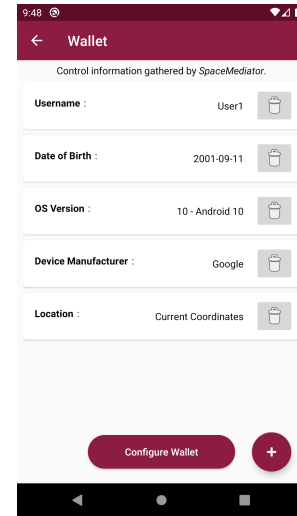 9:48
Wallet
Control information gathered by SpaceMediator.
Username : User1
Date of Birth : 2001-09-11
OS Version : 10 - Android 10
Device Manufacturer : Google
Location : Current Coordinates
Configure Wallet
+